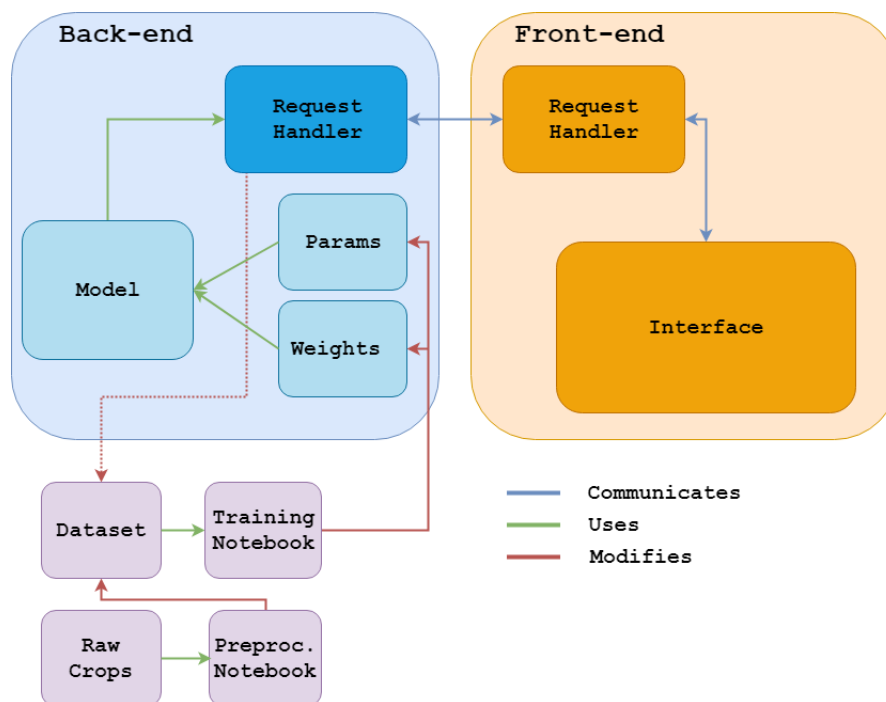 Back-end
Front-end
Request
Handler
Request
Handler
Params
Model
Weights
Interface
Dataset
Training
Notebook
Communicates
Uses
Modifies
Raw
Crops
Preproc.
Notebook